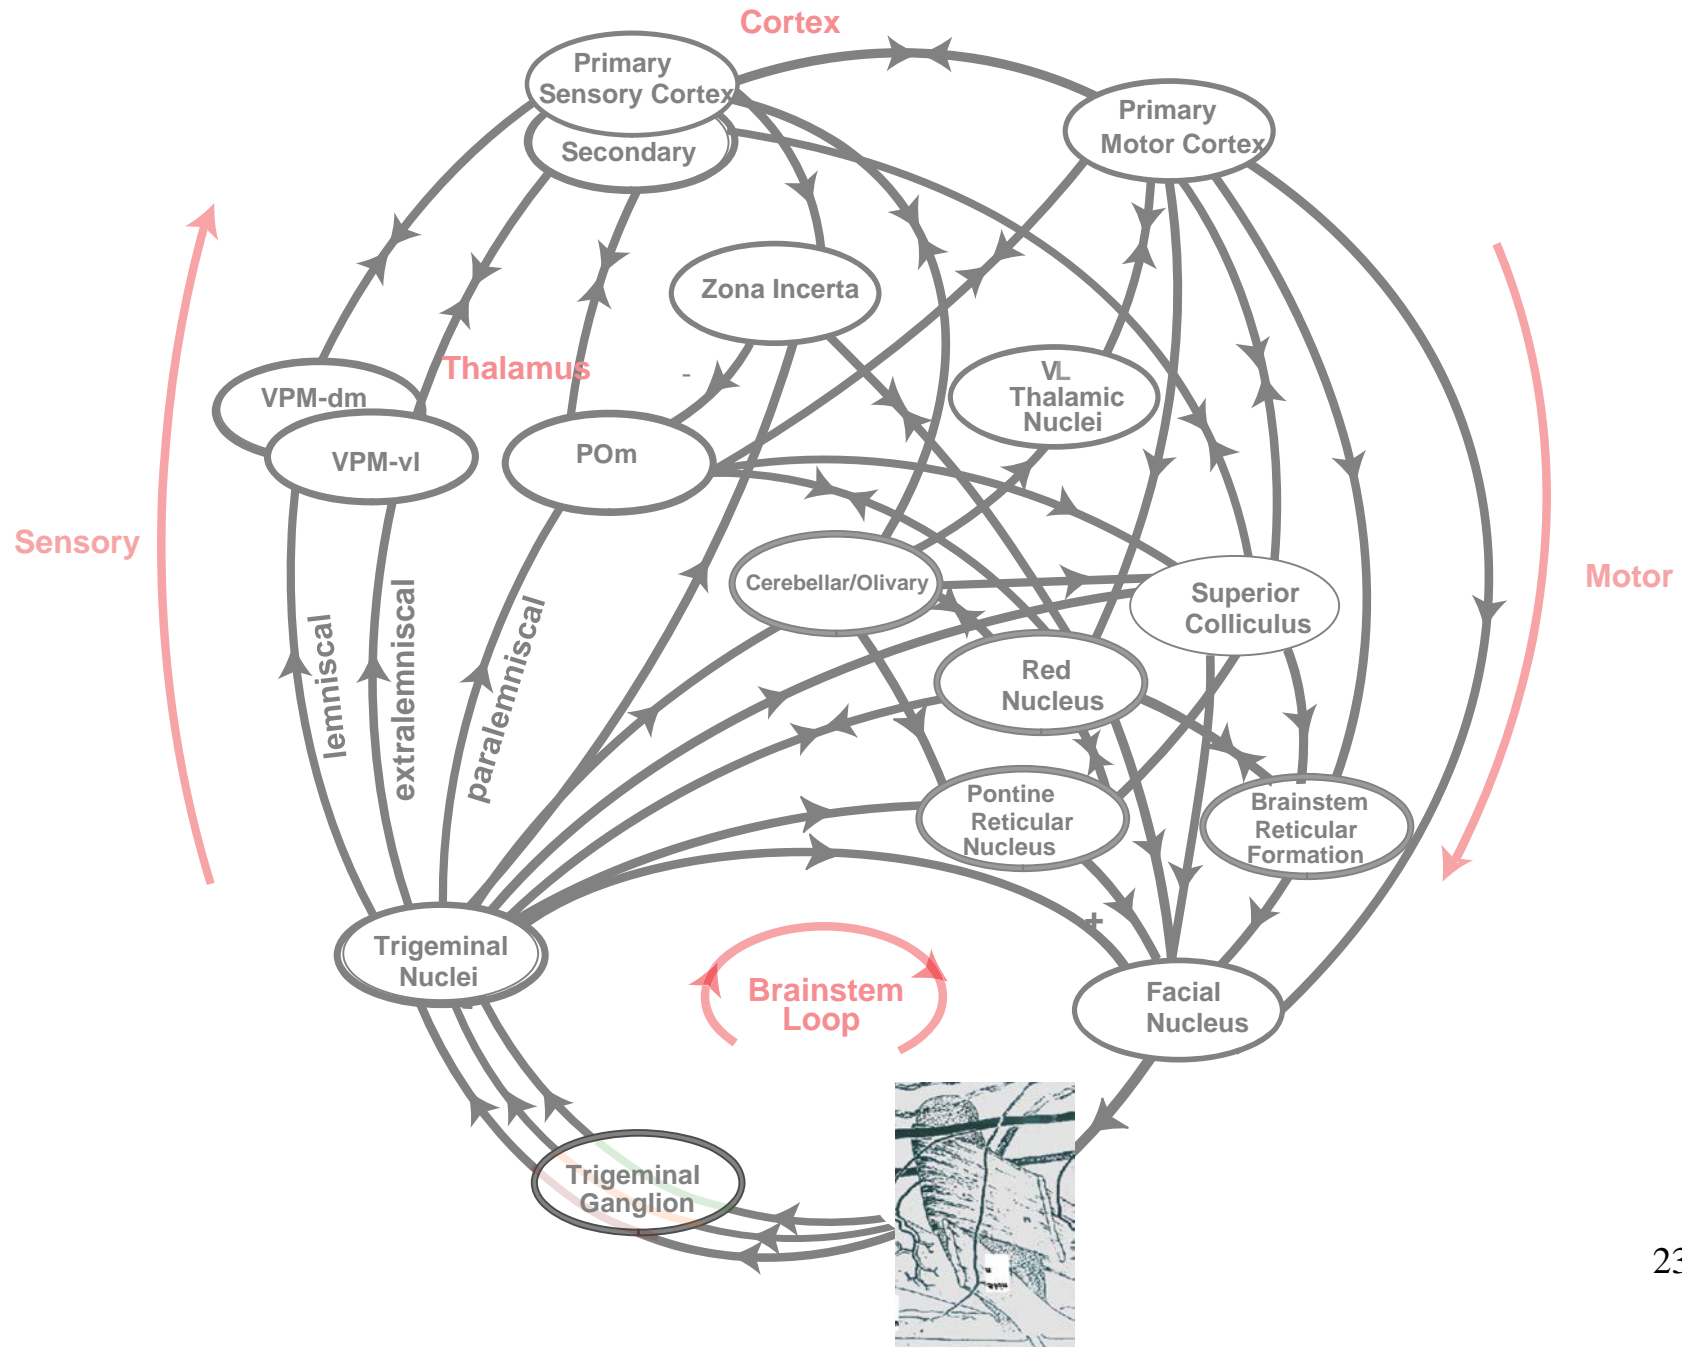 Cortex
Primary
Sensory Cortex
Secondary
Primary
Motor Cortex
Zona Incerta
Thalamus
-
VPM-dm
VPM-vl
POm
VL
Thalamic
Nuclei
Sensory
Motor
lemniscal
extralemniscal
paralemniscal
Cerebellar/Olivary
Superior
Colliculus
Red
Nucleus
Pontine
Reticular
Nucleus
Brainstem
Reticular
Formation
+
Trigeminal
Nuclei
Brainstem
Loop
Facial
Nucleus
Trigeminal
Ganglion